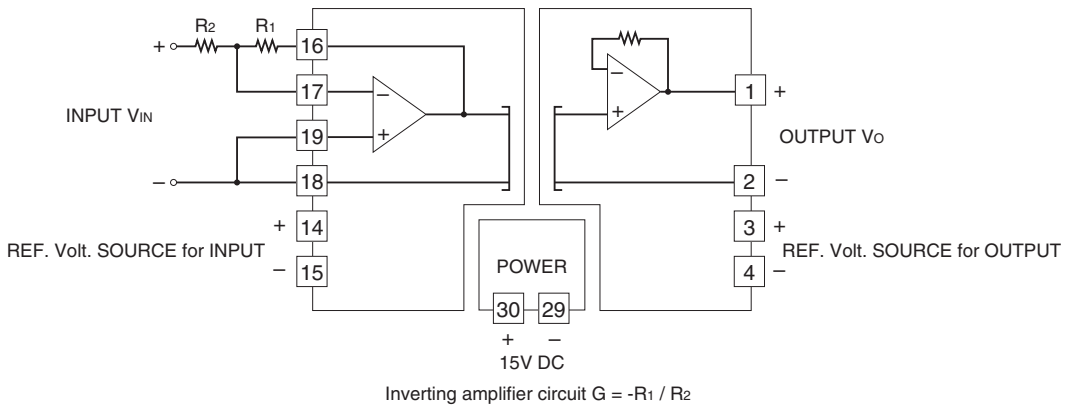 R2 R1
+ 16
17 –
INPUT VIN
19 +
– 18
+ 14
REF. Volt. SOURCE for INPUT
– 15
–
+
1 +
OUTPUT VO
2 –
3 +
REF. Volt. SOURCE for OUTPUT
4 –
POWER
30 29
+ –
15V DC
Inverting amplifier circuit G = -R1 / R2